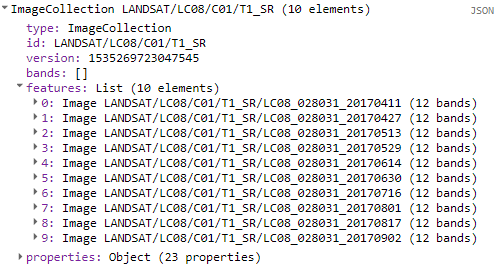 ImageCollection LANDSAT/LC08/C01/T1_SR (10 elements) JSON
type: ImageCollection
id: LANDSAT/LC08/C01/T1_SR
version: 1535269723047545
bands: []
features: List (10 elements)
0: Image LANDSAT/LC08/C01/T1_SR/LC08_028031_20170411 (12 bands)
1: Image LANDSAT/LC08/C01/T1_SR/LC08_028031_20170427 (12 bands)
2: Image LANDSAT/LC08/C01/T1_SR/LC08_028031_20170513 (12 bands)
3: Image LANDSAT/LC08/C01/T1_SR/LC08_028031_20170529 (12 bands)
4: Image LANDSAT/LC08/C01/T1_SR/LC08_028031_20170614 (12 bands)
5: Image LANDSAT/LC08/C01/T1_SR/LC08_028031_20170630 (12 bands)
6: Image LANDSAT/LC08/C01/T1_SR/LC08_028031_20170716 (12 bands)
7: Image LANDSAT/LC08/C01/T1_SR/LC08_028031_20170801 (12 bands)
8: Image LANDSAT/LC08/C01/T1_SR/LC08_028031_20170817 (12 bands)
9: Image LANDSAT/LC08/C01/T1_SR/LC08_028031_20170902 (12 bands)
properties: Object (23 properties)